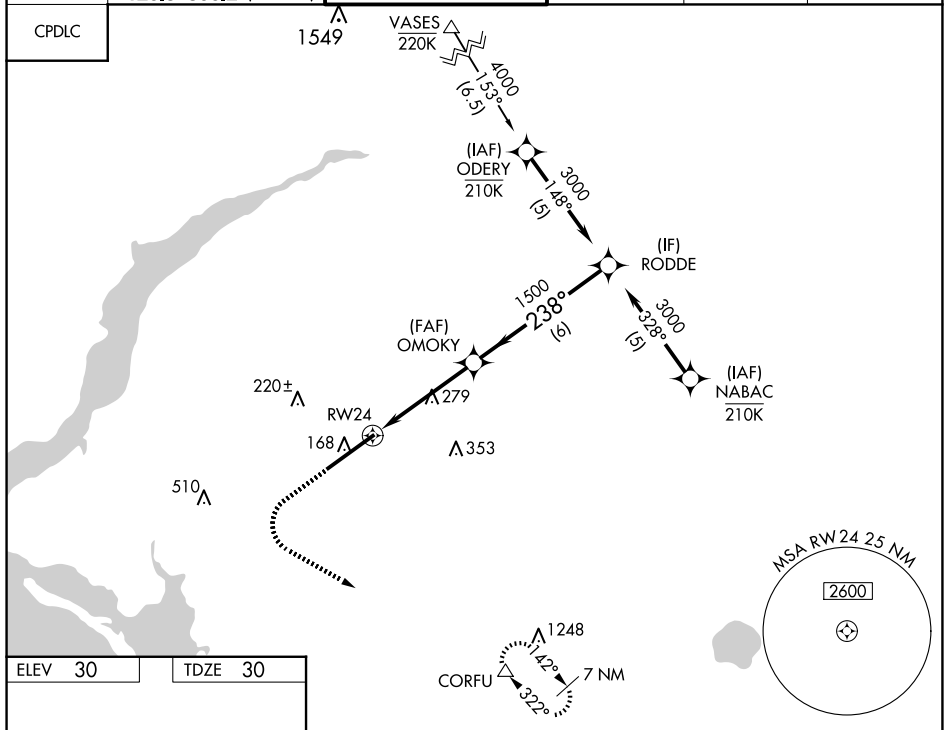 CPDLC
1549
VASES
220K
4000
153°
(6.5)
(IAF)
ODERY
210K
3000
148°
(5)
(IF)
RODDE
1500
238°
(6)
3000
328°
(5)
(FAF)
OMOKY
(IAF)
NABAC
210K
220±
279
RW24
168
353
510
MSA RW24 25 NM
2600
1248
142°
7 NM
CORFU
322°
ELEV 30
TDZE 30